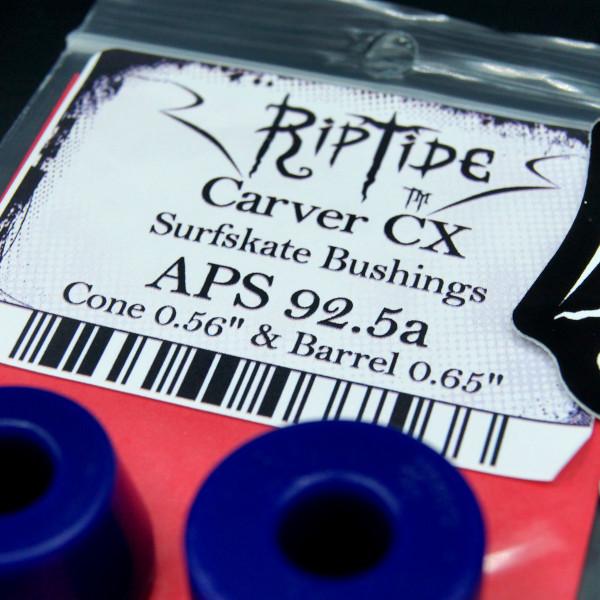 RipTide
TM
Carver CX
Surfskate Bushings
APS 92.5a
Cone 0.56" & Barrel 0.65"